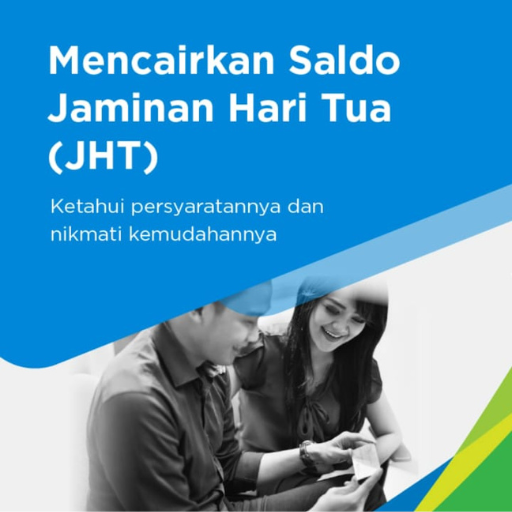 Mencairkan Saldo
Jaminan Hari Tua
(JHT)
Ketahui persyaratannya dan
nikmati kemudahannya